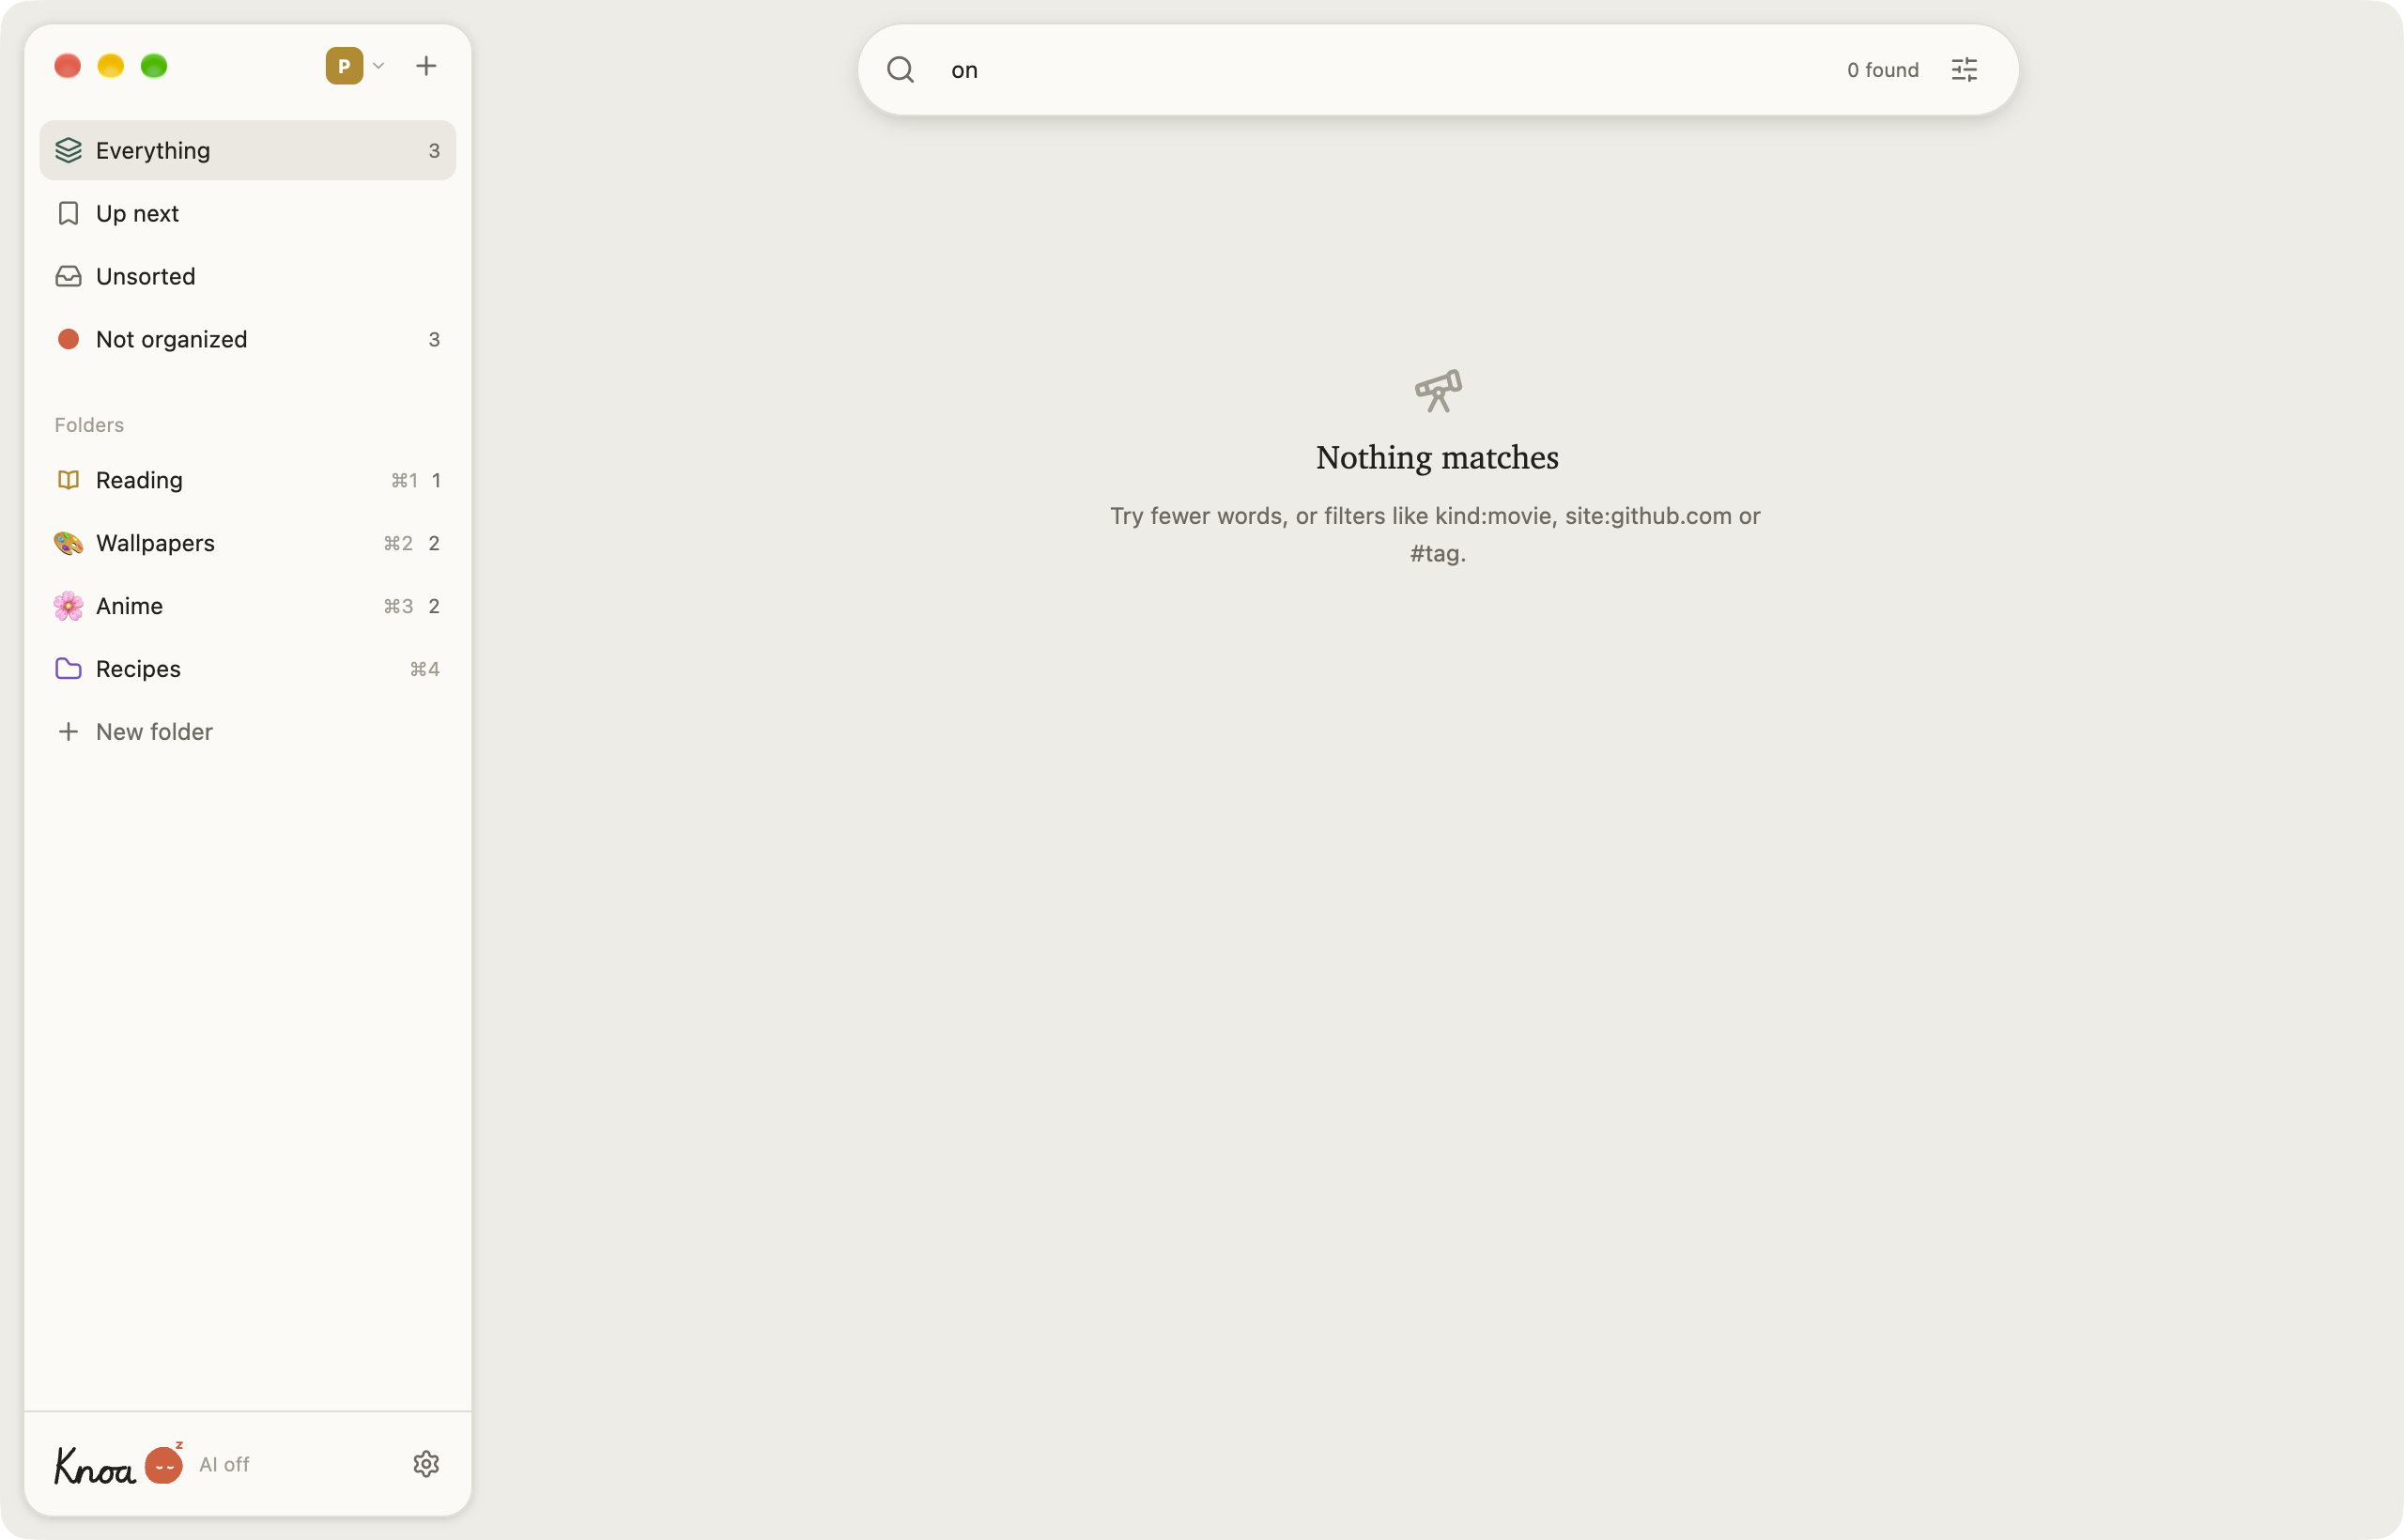 P
on
0 found
Everything 3
Up next
Unsorted
Not organized 3
Folders
Reading ⌘1 1
Wallpapers ⌘2 2
Anime ⌘3 2
Recipes ⌘4
New folder
Nothing matches
Try fewer words, or filters like kind:movie, site:github.com or
#tag.
Knoa z AI off